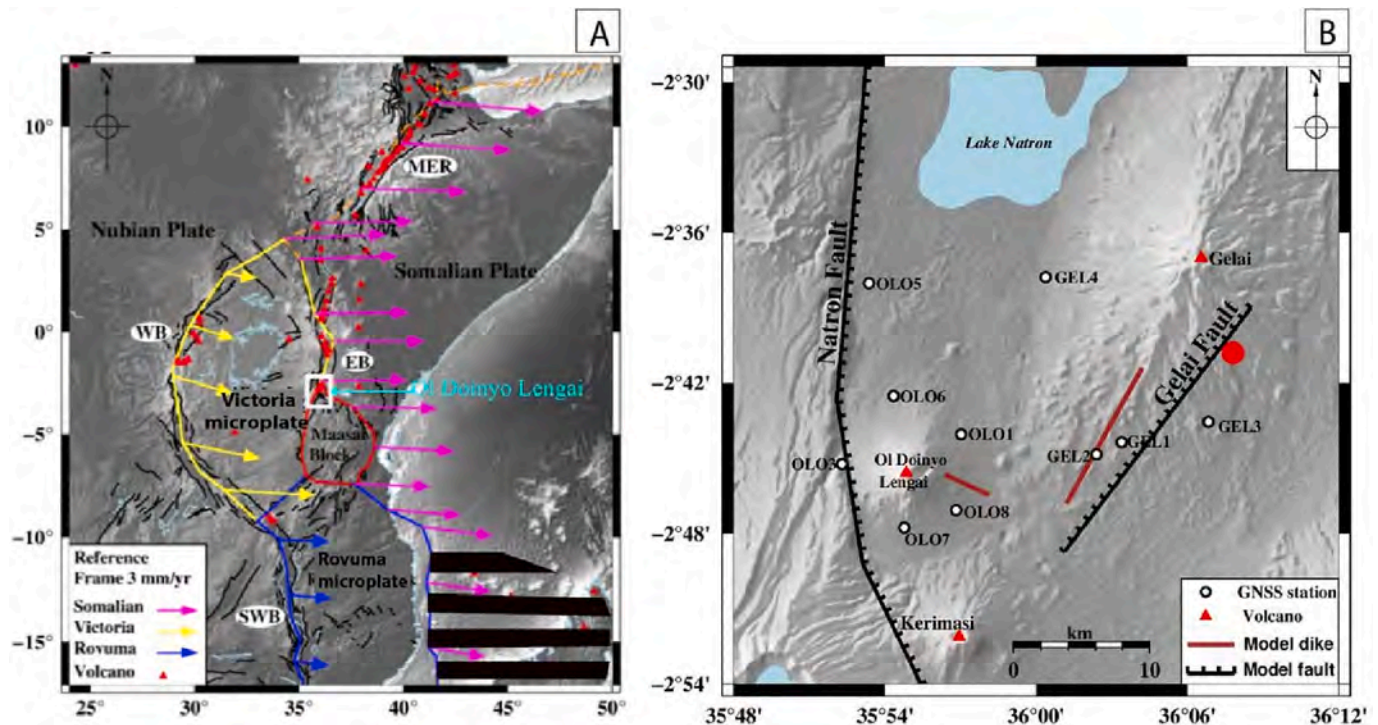 A
N
10°
5°
0°
−5°
−10°
−15°
25°
30°
35°
40°
45°
50°
MER
Nubian Plate
Somalian Plate
WB
EB
Ol Doinyo Lengai
Victoria
microplate
Maasai
Block
Rovuma
microplate
SWB
Reference
Frame 3 mm/yr
Somalian
Victoria
Rovuma
Volcano
B
N
−2°30'
−2°36'
−2°42'
−2°48'
−2°54'
35°48'
35°54'
36°00'
36°06'
36°12'
Lake Natron
Natron Fault
Gelai
Gelai Fault
OLO5
GEL4
OLO6
OLO1
OLO3
Ol Doinyo
Lengai
GEL2
GEL1
GEL3
OLO8
OLO7
Kerimasi
km
0
10
GNSS station
Volcano
Model dike
Model fault